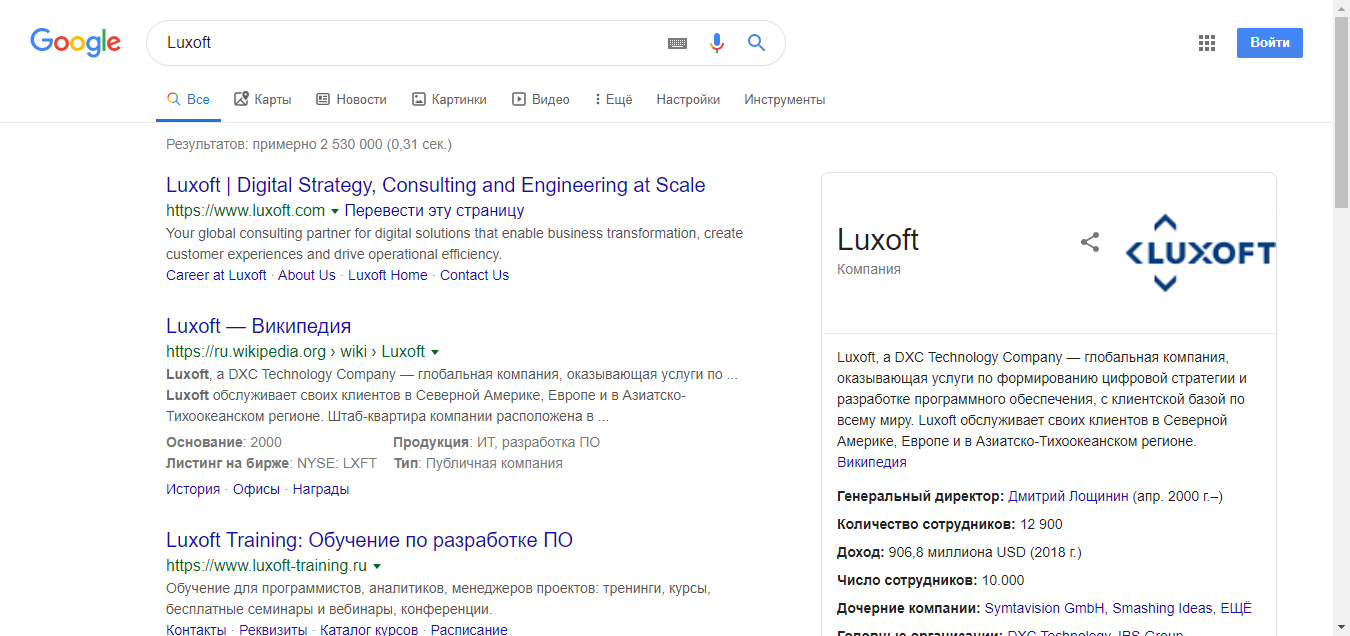 Google
Luxoft
Войти
Все Карты Новости Картинки Видео Ещё Настройки Инструменты
Результатов: примерно 2 530 000 (0,31 сек.)
Luxoft | Digital Strategy, Consulting and Engineering at Scale
https://www.luxoft.com Перевести эту страницу
Your global consulting partner for digital solutions that enable business transformation, create
customer experiences and drive operational efficiency.
Career at Luxoft · About Us · Luxoft Home · Contact Us
Luxoft — Википедия
https://ru.wikipedia.org › wiki › Luxoft
Luxoft, a DXC Technology Company — глобальная компания, оказывающая услуги по ...
Luxoft обслуживает своих клиентов в Северной Америке, Европе и в Азиатско-
Тихоокеанском регионе. Штаб-квартира компании расположена в ...
Основание: 2000 Продукция: ИТ, разработка ПО
Листинг на бирже: NYSE: LXFT Тип: Публичная компания
История · Офисы · Награды
Luxoft Training: Обучение по разработке ПО
https://www.luxoft-training.ru
Обучение для программистов, аналитиков, менеджеров проектов: тренинги, курсы,
бесплатные семинары и вебинары, конференции.
Контакты · Реквизиты · Каталог курсов · Расписание
Luxoft
Компания
LUXOFT
Luxoft, a DXC Technology Company — глобальная компания,
оказывающая услуги по формированию цифровой стратегии и
разработке программного обеспечения, с клиентской базой по
всему миру. Luxoft обслуживает своих клиентов в Северной
Америке, Европе и в Азиатско-Тихоокеанском регионе.
Википедия
Генеральный директор: Дмитрий Лощинин (апр. 2000 г.–)
Количество сотрудников: 12 900
Доход: 906,8 миллиона USD (2018 г.)
Число сотрудников: 10.000
Дочерние компании: Symtavision GmbH, Smashing Ideas, ЕЩЁ
Головные организации: DXC Technology, IBS Group